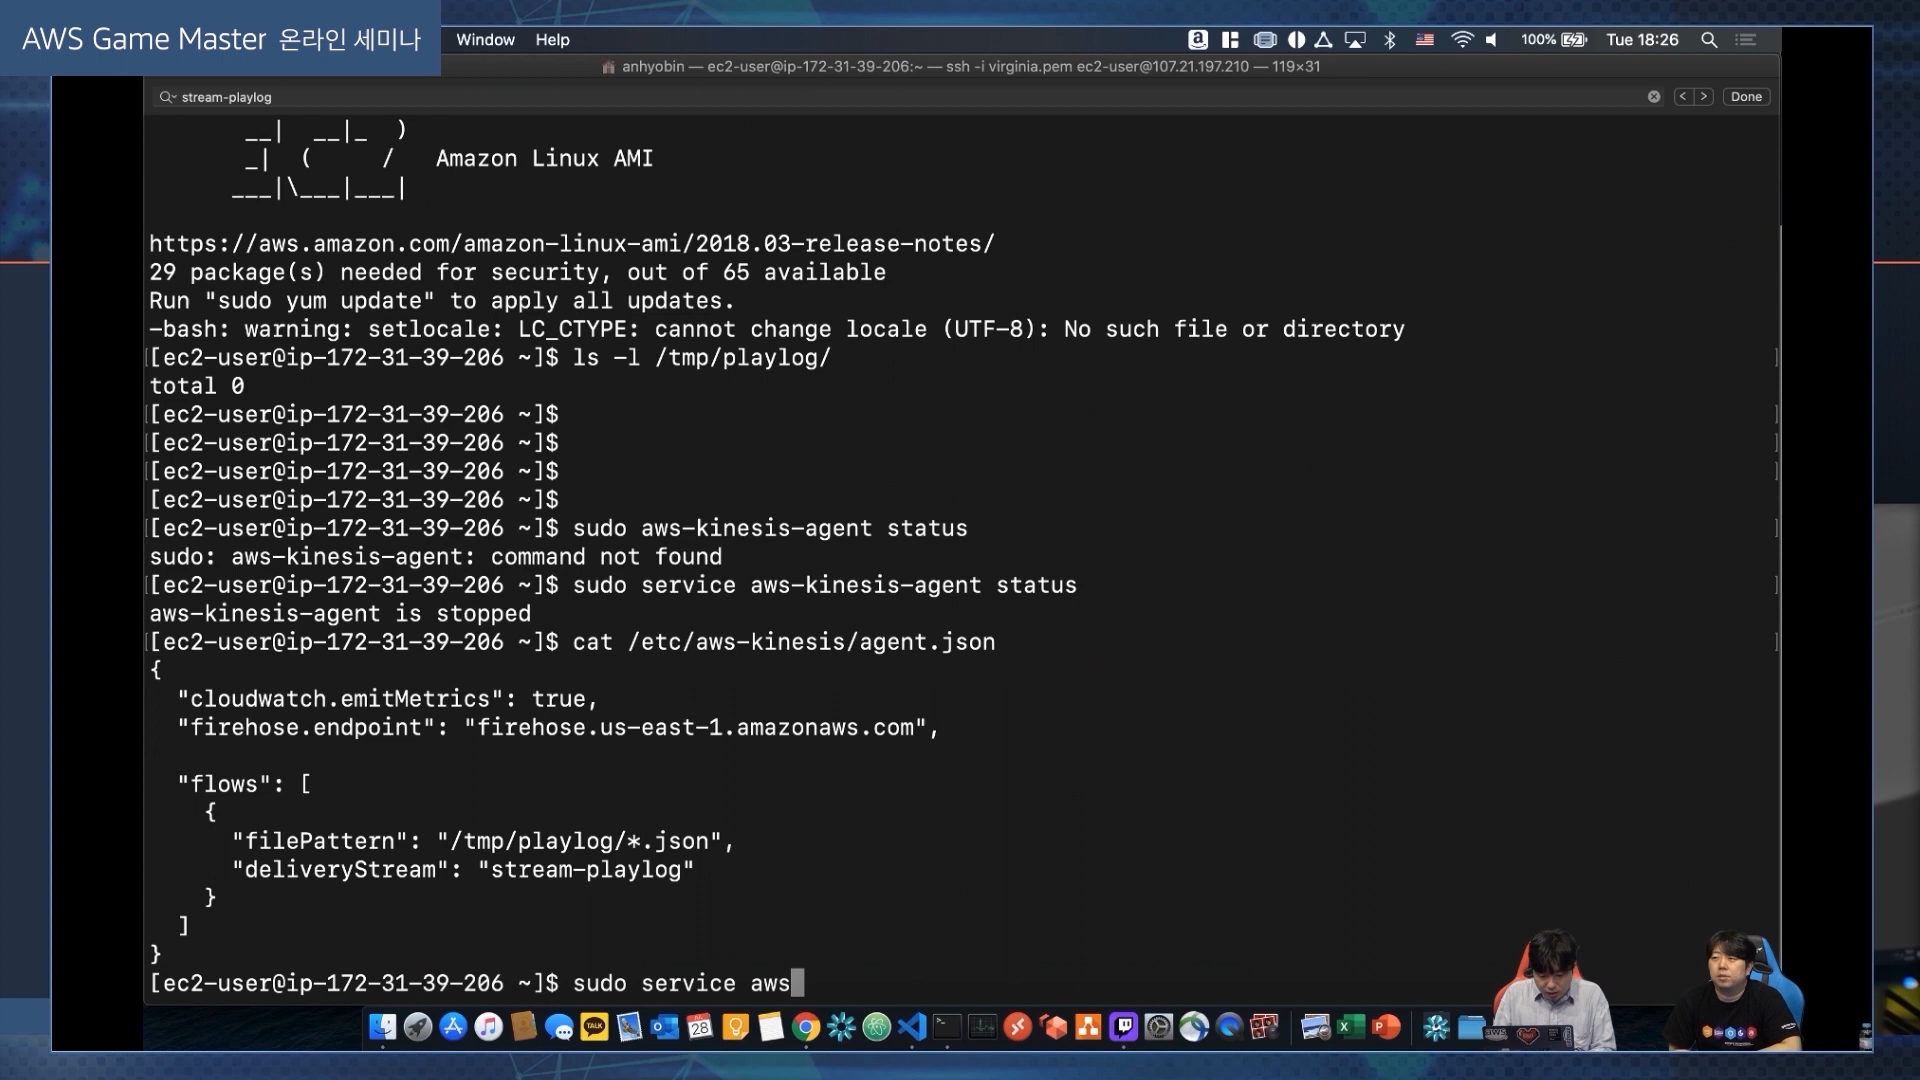 AWS Game Master 온라인 세미나
Window Help
100% Tue 18:26
anhyobin — ec2-user@ip-172-31-39-206:~ — ssh -i virginia.pem ec2-user@107.21.197.210 — 119×31
stream-playlog
Done
__|  __|_  )
_|  (     /   Amazon Linux AMI
___|\___|___|
https://aws.amazon.com/amazon-linux-ami/2018.03-release-notes/
29 package(s) needed for security, out of 65 available
Run "sudo yum update" to apply all updates.
-bash: warning: setlocale: LC_CTYPE: cannot change locale (UTF-8): No such file or directory
[ec2-user@ip-172-31-39-206 ~]$ ls -l /tmp/playlog/
total 0
[ec2-user@ip-172-31-39-206 ~]$
[ec2-user@ip-172-31-39-206 ~]$
[ec2-user@ip-172-31-39-206 ~]$
[ec2-user@ip-172-31-39-206 ~]$
[ec2-user@ip-172-31-39-206 ~]$ sudo aws-kinesis-agent status
sudo: aws-kinesis-agent: command not found
[ec2-user@ip-172-31-39-206 ~]$ sudo service aws-kinesis-agent status
aws-kinesis-agent is stopped
[ec2-user@ip-172-31-39-206 ~]$ cat /etc/aws-kinesis/agent.json
{
"cloudwatch.emitMetrics": true,
"firehose.endpoint": "firehose.us-east-1.amazonaws.com",
"flows": [
{
"filePattern": "/tmp/playlog/*.json",
"deliveryStream": "stream-playlog"
}
]
}
[ec2-user@ip-172-31-39-206 ~]$ sudo service aws
TALK
28
aws